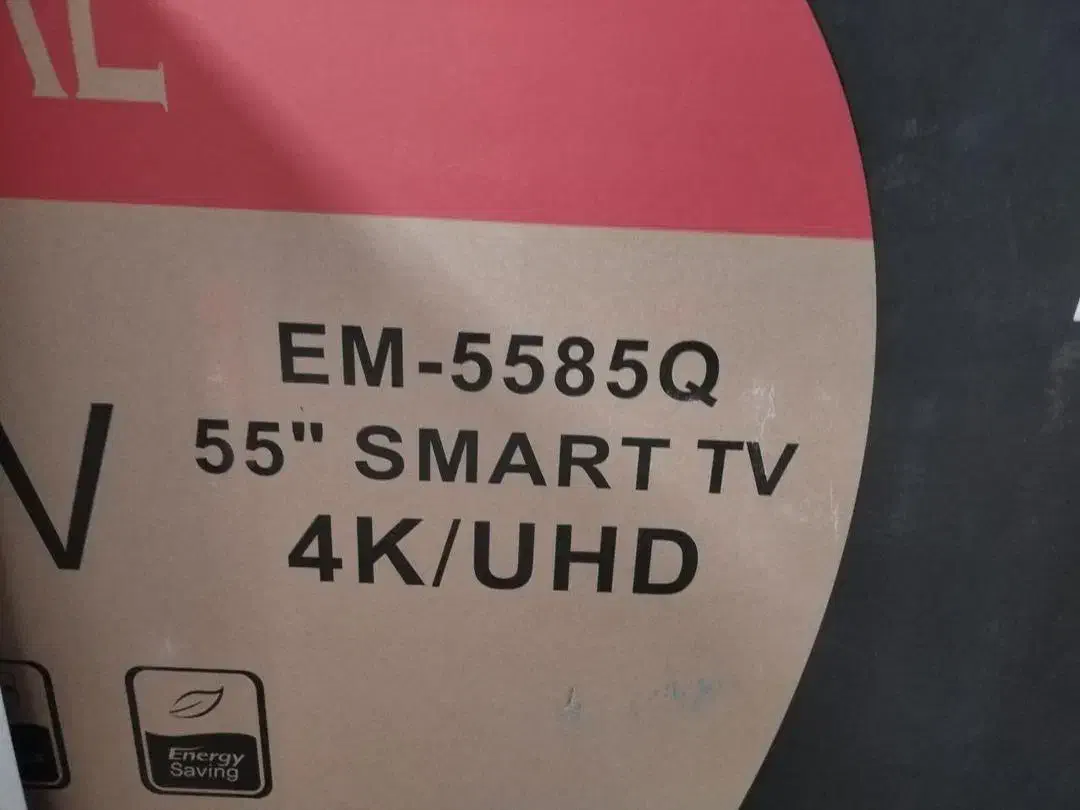 EM-5585Q
55" SMART TV
4K/UHD
Energy
Saving